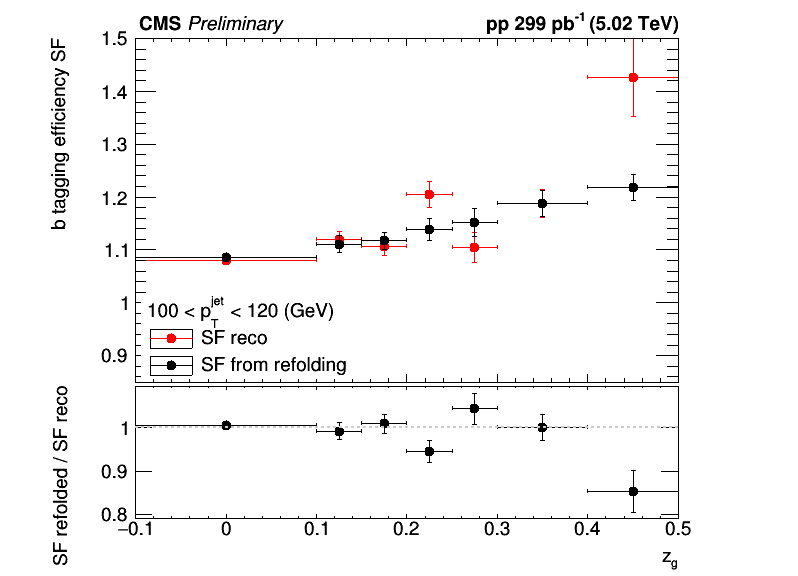 CMS Preliminary pp 299 pb-1 (5.02 TeV)
b tagging efficiency SF
1.5
1.4
1.3
1.2
1.1
1
0.9
100 < pTjet < 120 (GeV)
SF reco
SF from refolding
SF refolded / SF reco
1
0.9
0.8
−0.1 0 0.1 0.2 0.3 0.4 0.5
zg